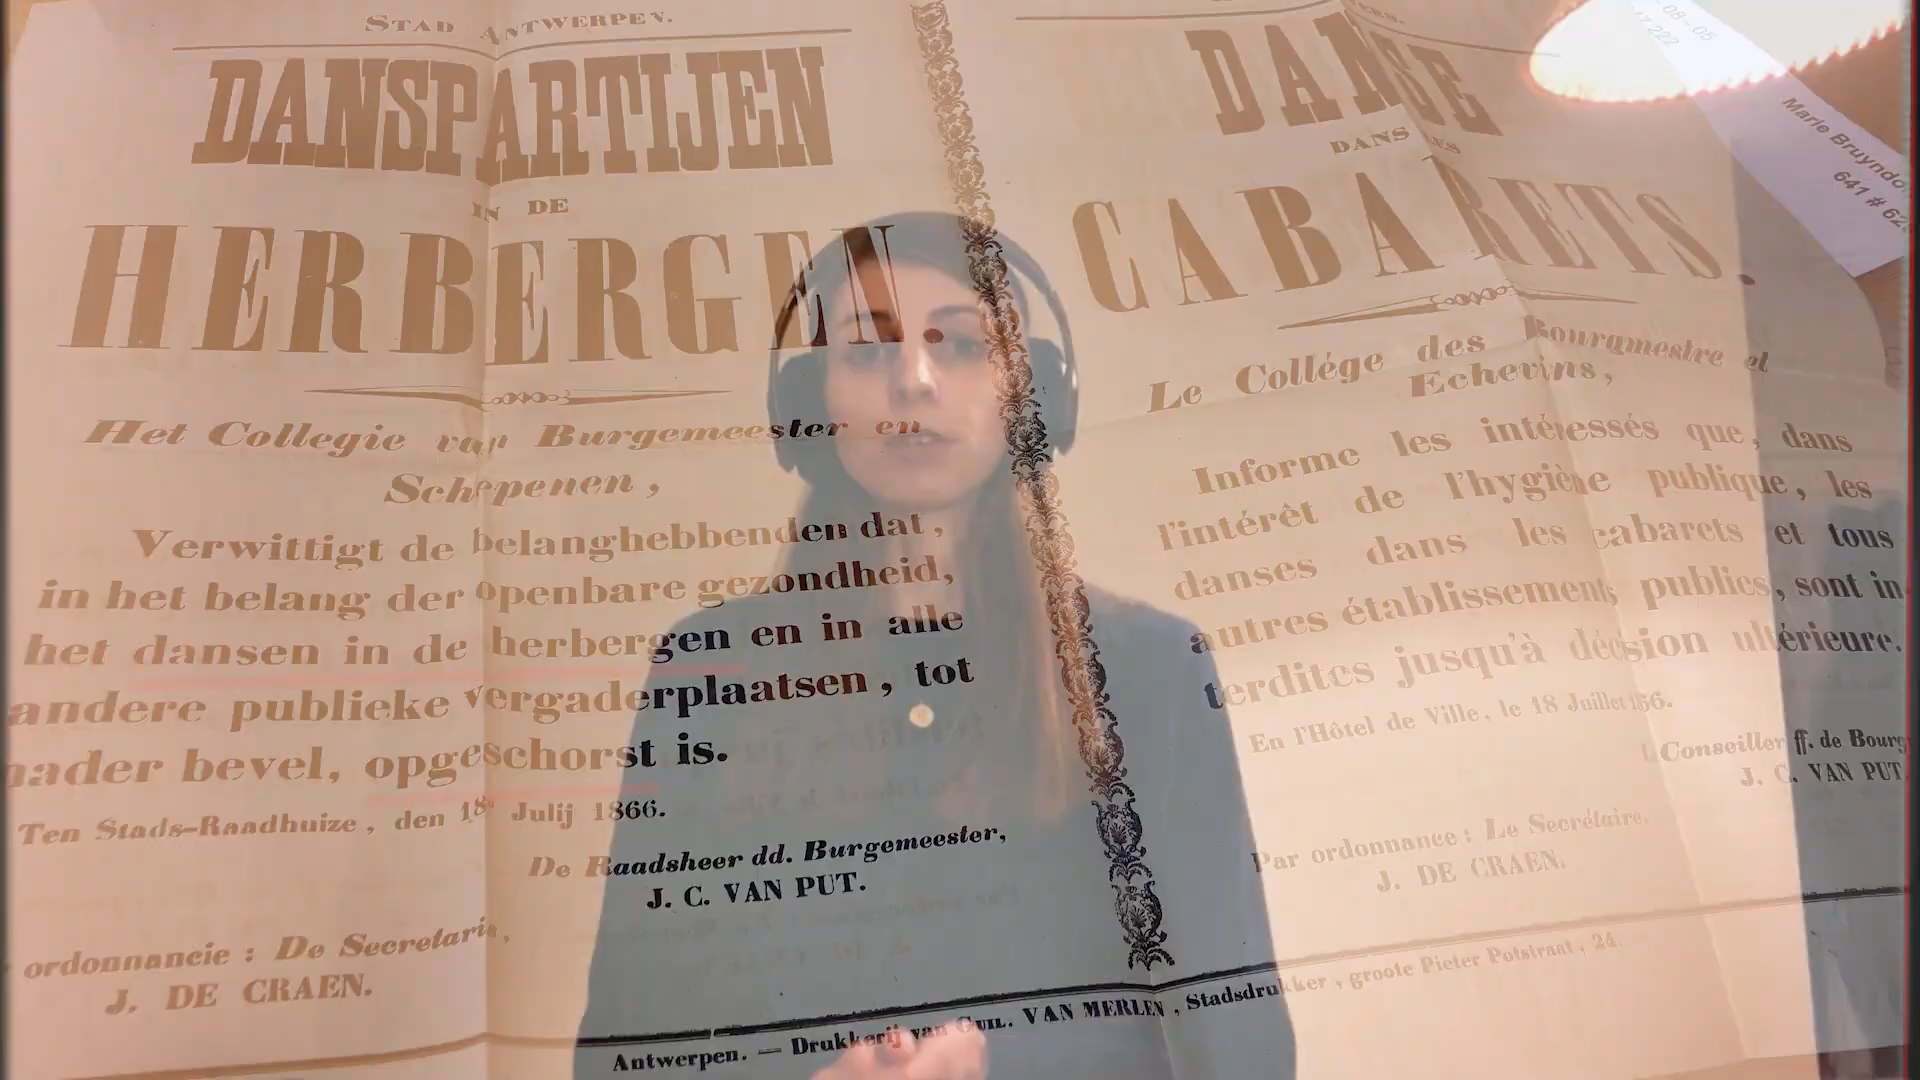 STAD ANTWERPEN.
DANSPARTIJEN
IN DE
HERBERGEN.
Het Collegie van Burgemeester en
Schepenen,
Verwittigt de belanghebbenden dat,
in het belang der openbare gezondheid,
het dansen in de herbergen en in alle
andere publieke vergaderplaatsen, tot
nader bevel, opgeschorst is.
Ten Stads-Raadhuize, den 18n Julij 1866.
De Raadsheer dd. Burgemeester,
J. C. VAN PUT.
ordonnancie: De Secretaris,
J. DE CRAEN.
DANSE
DANS LES
CABARETS.
Le Collége des Bourgmestre et
Echevins,
Informe les intéressés que, dans
l'intérêt de l'hygiène publique, les
danses dans les cabarets et tous
autres établissements publics, sont in-
terdites jusqu'à décision ultérieure.
En l'Hôtel de Ville, le 18 Juillet
Conseiller ff. de Bourg
J. C. VAN PUT.
Par ordonnance: Le Secrétaire.
J. DE CRAEN.
Antwerpen. — Drukkerij van GUIL. VAN MERLEN, Stadsdrukker, groote Pieter Potstraat, 24.
08-05
222
Marie Bruyndo
641 # 62